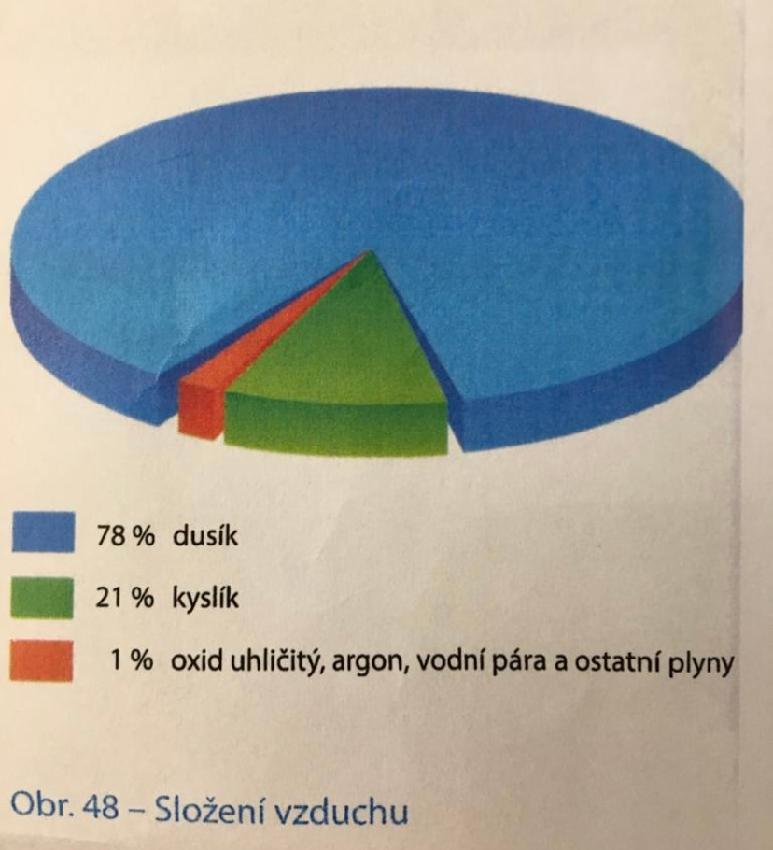 78 % dusík
21 % kyslík
1 % oxid uhličitý, argon, vodní pára a ostatní plyny
Obr. 48 – Složení vzduchu